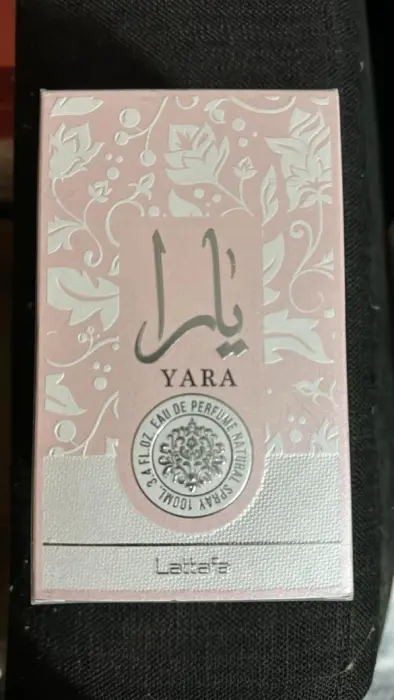 يارا
YARA
EAU DE PERFUME NATURAL SPRAY 100ML. 3.4 FL.OZ.
Lattafa